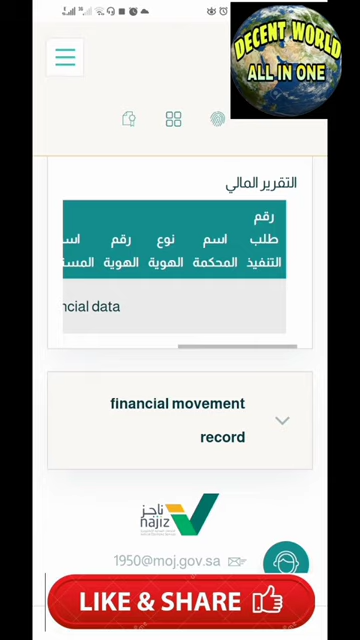 DECENT WORLD
ALL IN ONE
التقرير المالي
رقم طلب التنفيذ
اسم المحكمة
نوع الهوية
رقم الهوية
ncial data
financial movement
record
ناجز
najiz
1950@moj.gov.sa
LIKE & SHARE